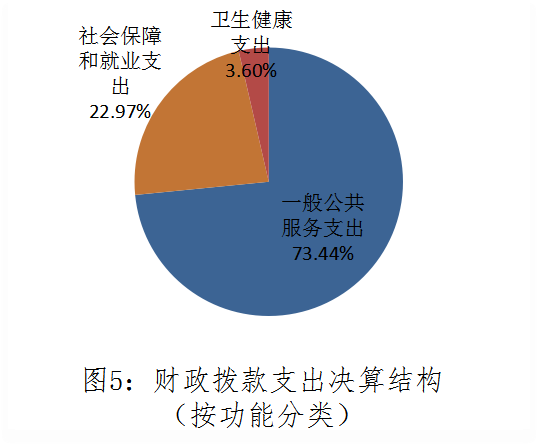 卫生健康
支出
3.60%
社会保障
和就业支
出
22.97%
一般公共
服务支出
73.44%
图5：财政拨款支出决算结构
（按功能分类）